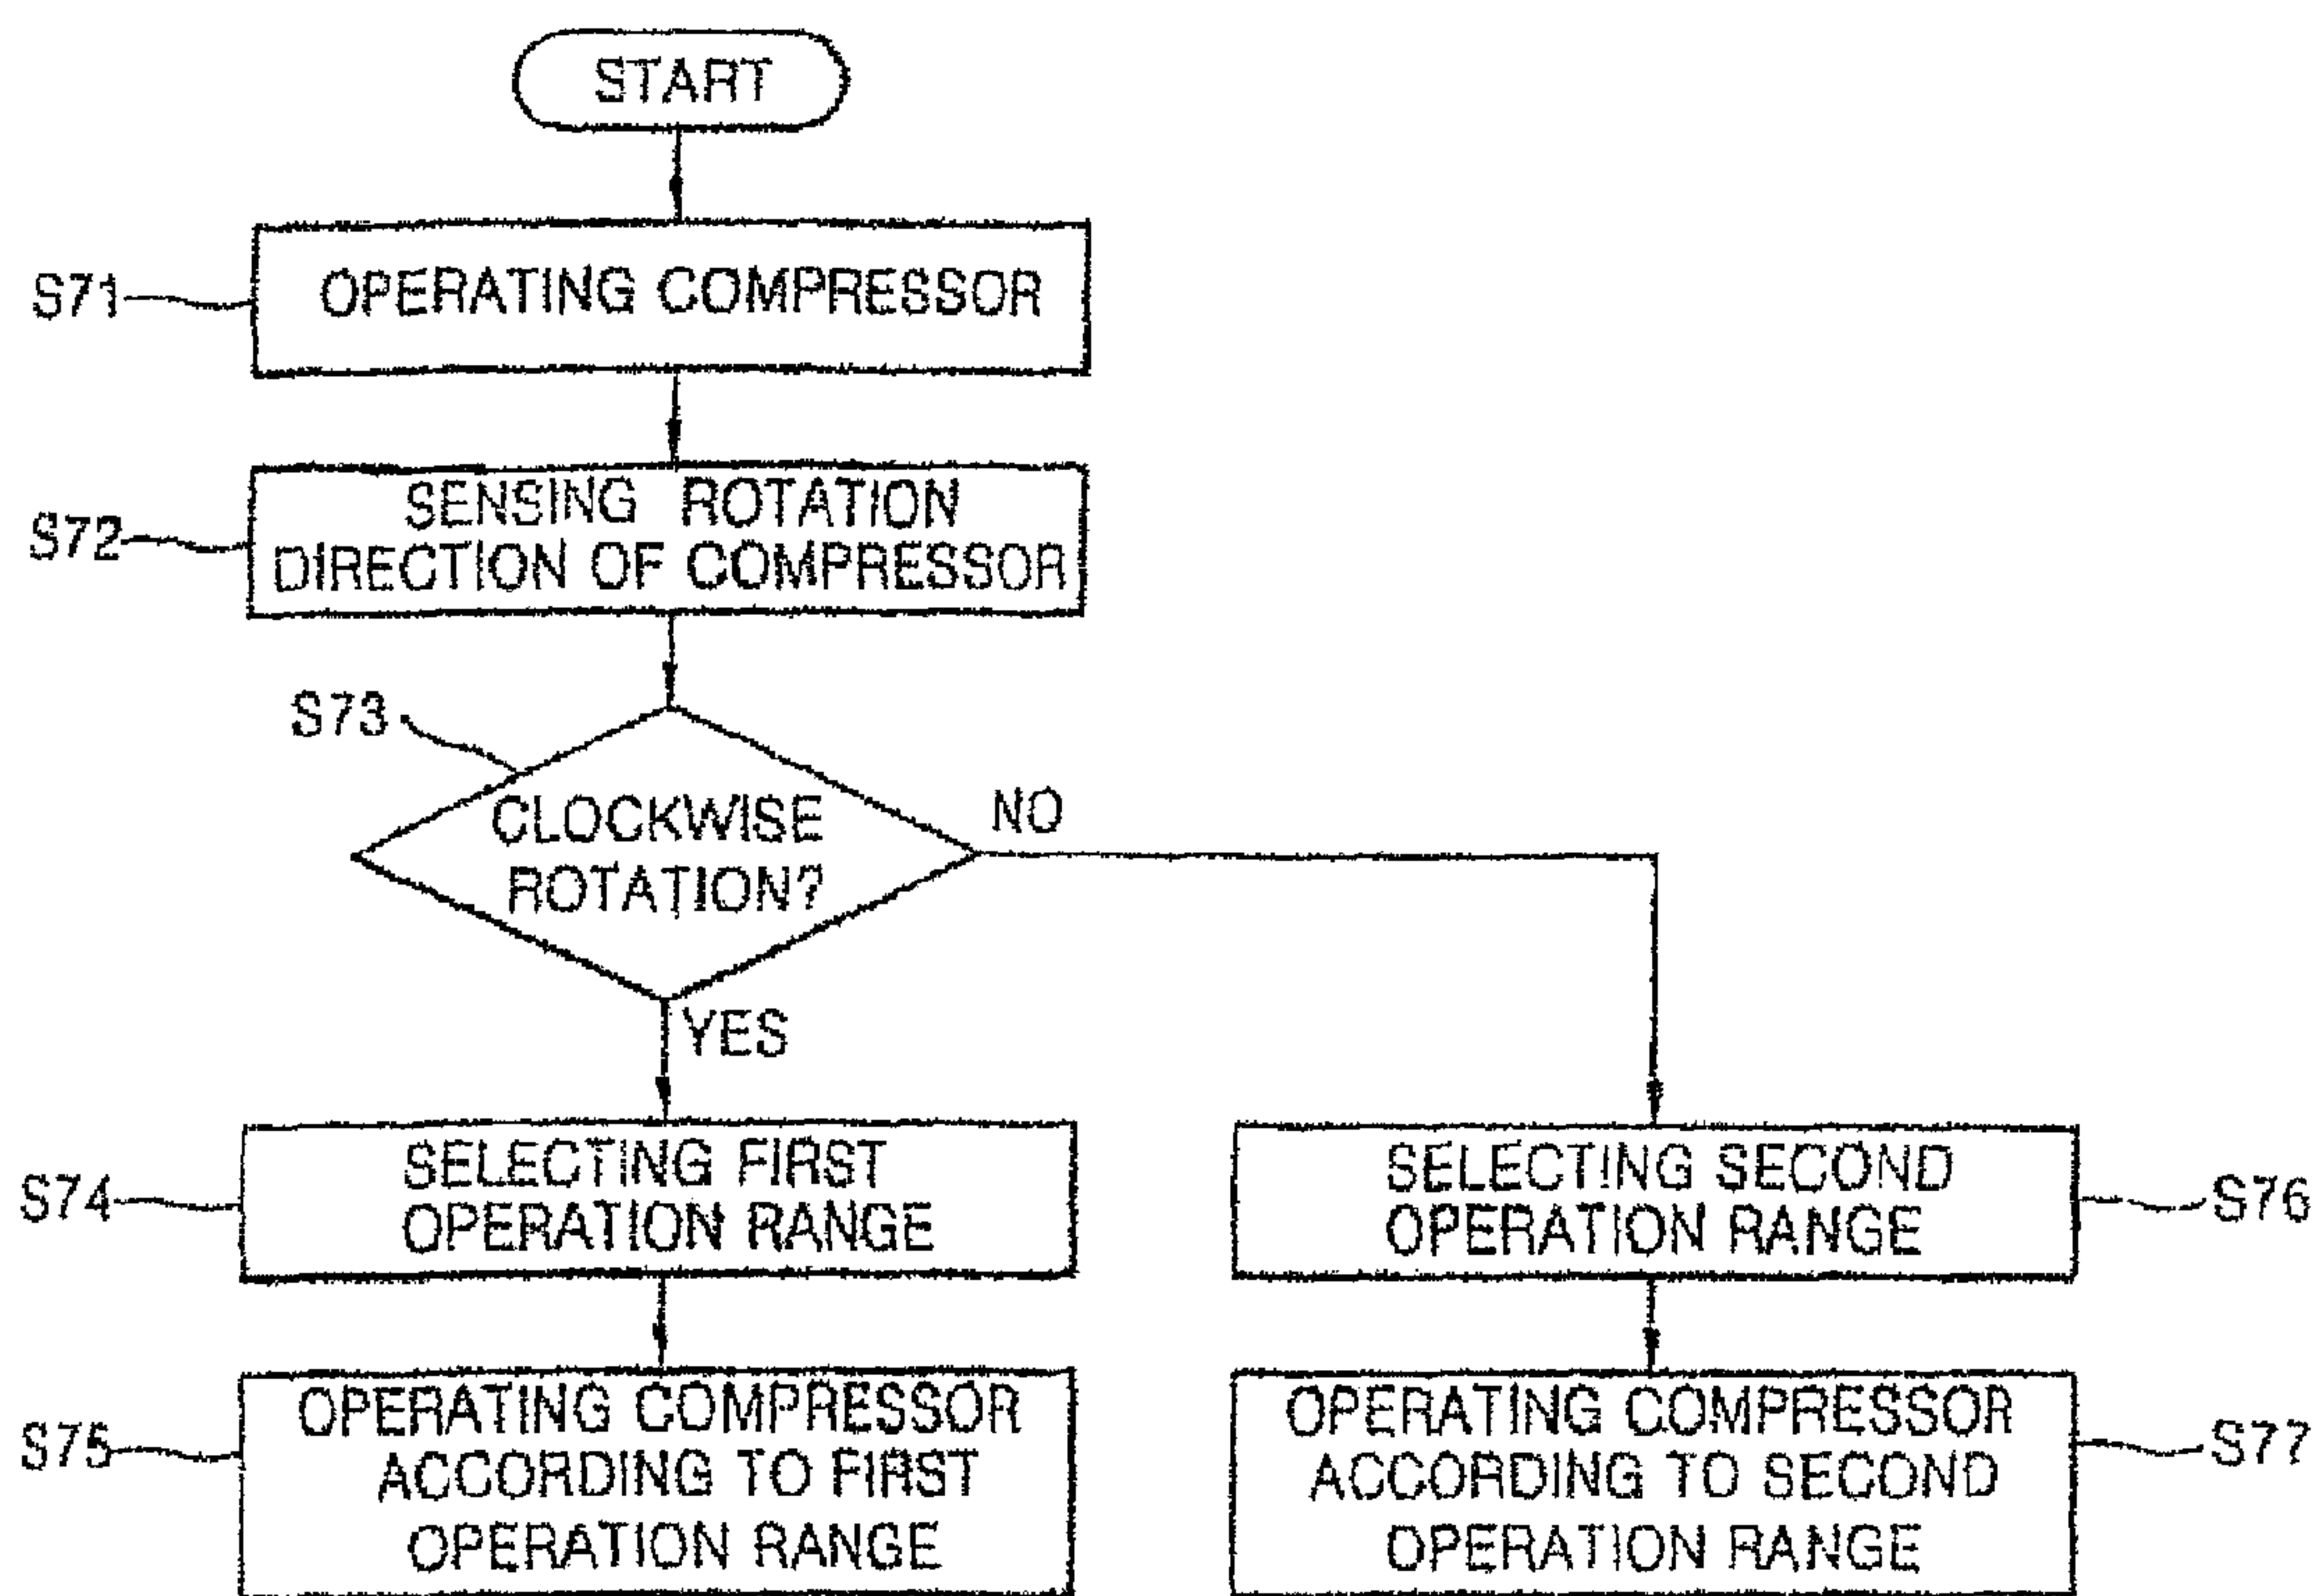 START
S71
OPERATING COMPRESSOR
S72
SENSING ROTATION
DIRECTION OF COMPRESSOR
S73
CLOCKWISE
ROTATION?
NO
YES
S74
SELECTING FIRST
OPERATION RANGE
SELECTING SECOND
OPERATION RANGE
S76
S75
OPERATING COMPRESSOR
ACCORDING TO FIRST
OPERATION RANGE
OPERATING COMPRESSOR
ACCORDING TO SECOND
OPERATION RANGE
S77